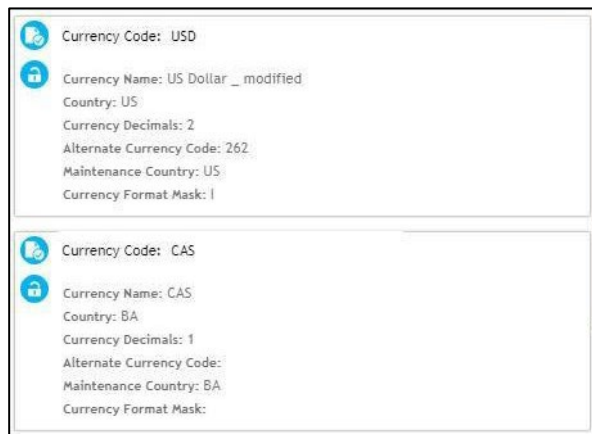 Currency Code: USD
Currency Name: US Dollar _ modified
Country: US
Currency Decimals: 2
Alternate Currency Code: 262
Maintenance Country: US
Currency Format Mask: I
Currency Code: CAS
Currency Name: CAS
Country: BA
Currency Decimals: 1
Alternate Currency Code:
Maintenance Country: BA
Currency Format Mask: